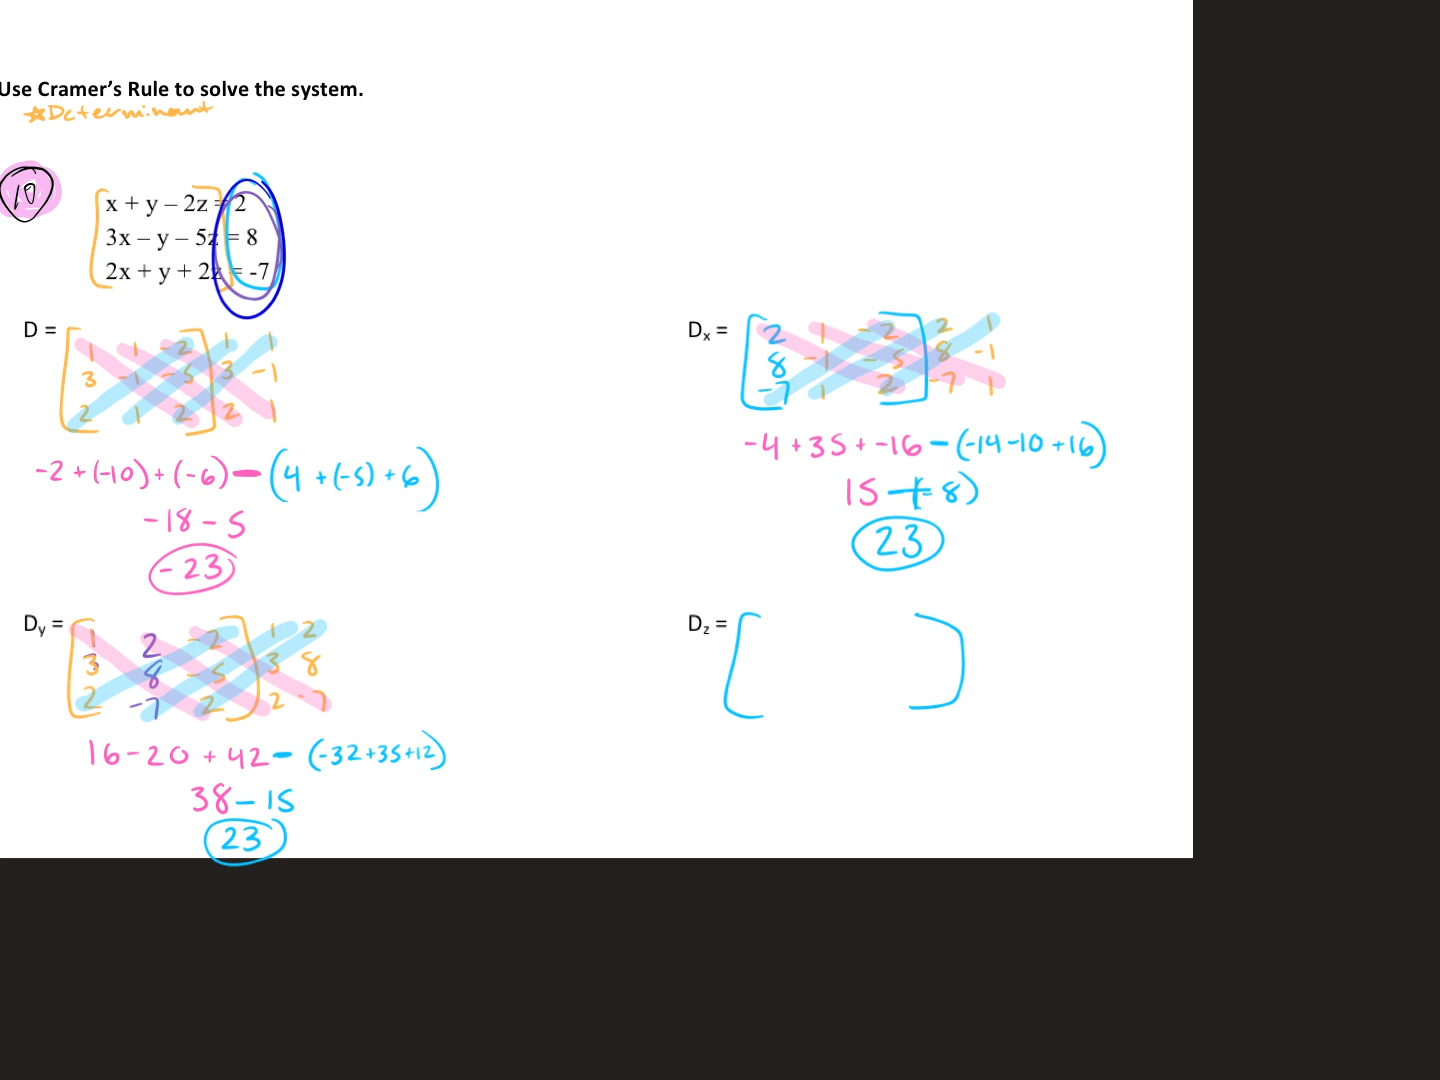 Use Cramer's Rule to solve the system.
☆Determinant
10
x + y – 2z = 2
3x – y – 5z = 8
2x + y + 2z = -7
D =
1 1 -2 1 1
3 -1 -5 3 -1
2 1 2 2 1
-2 + (-10) + (-6) - (4 + (-5) + 6)
-18 - 5
-23
Dx =
2 1 -2 2 1
8 -1 -5 8 -1
-7 1 2 -7 1
-4 + 35 + -16 - (-14 -10 +16)
15 - (-8)
23
Dy =
1 2 -2 1 2
3 8 -5 3 8
2 -7 2 2 -7
16 - 20 + 42 - (-32+35+12)
38 - 15
23
Dz =